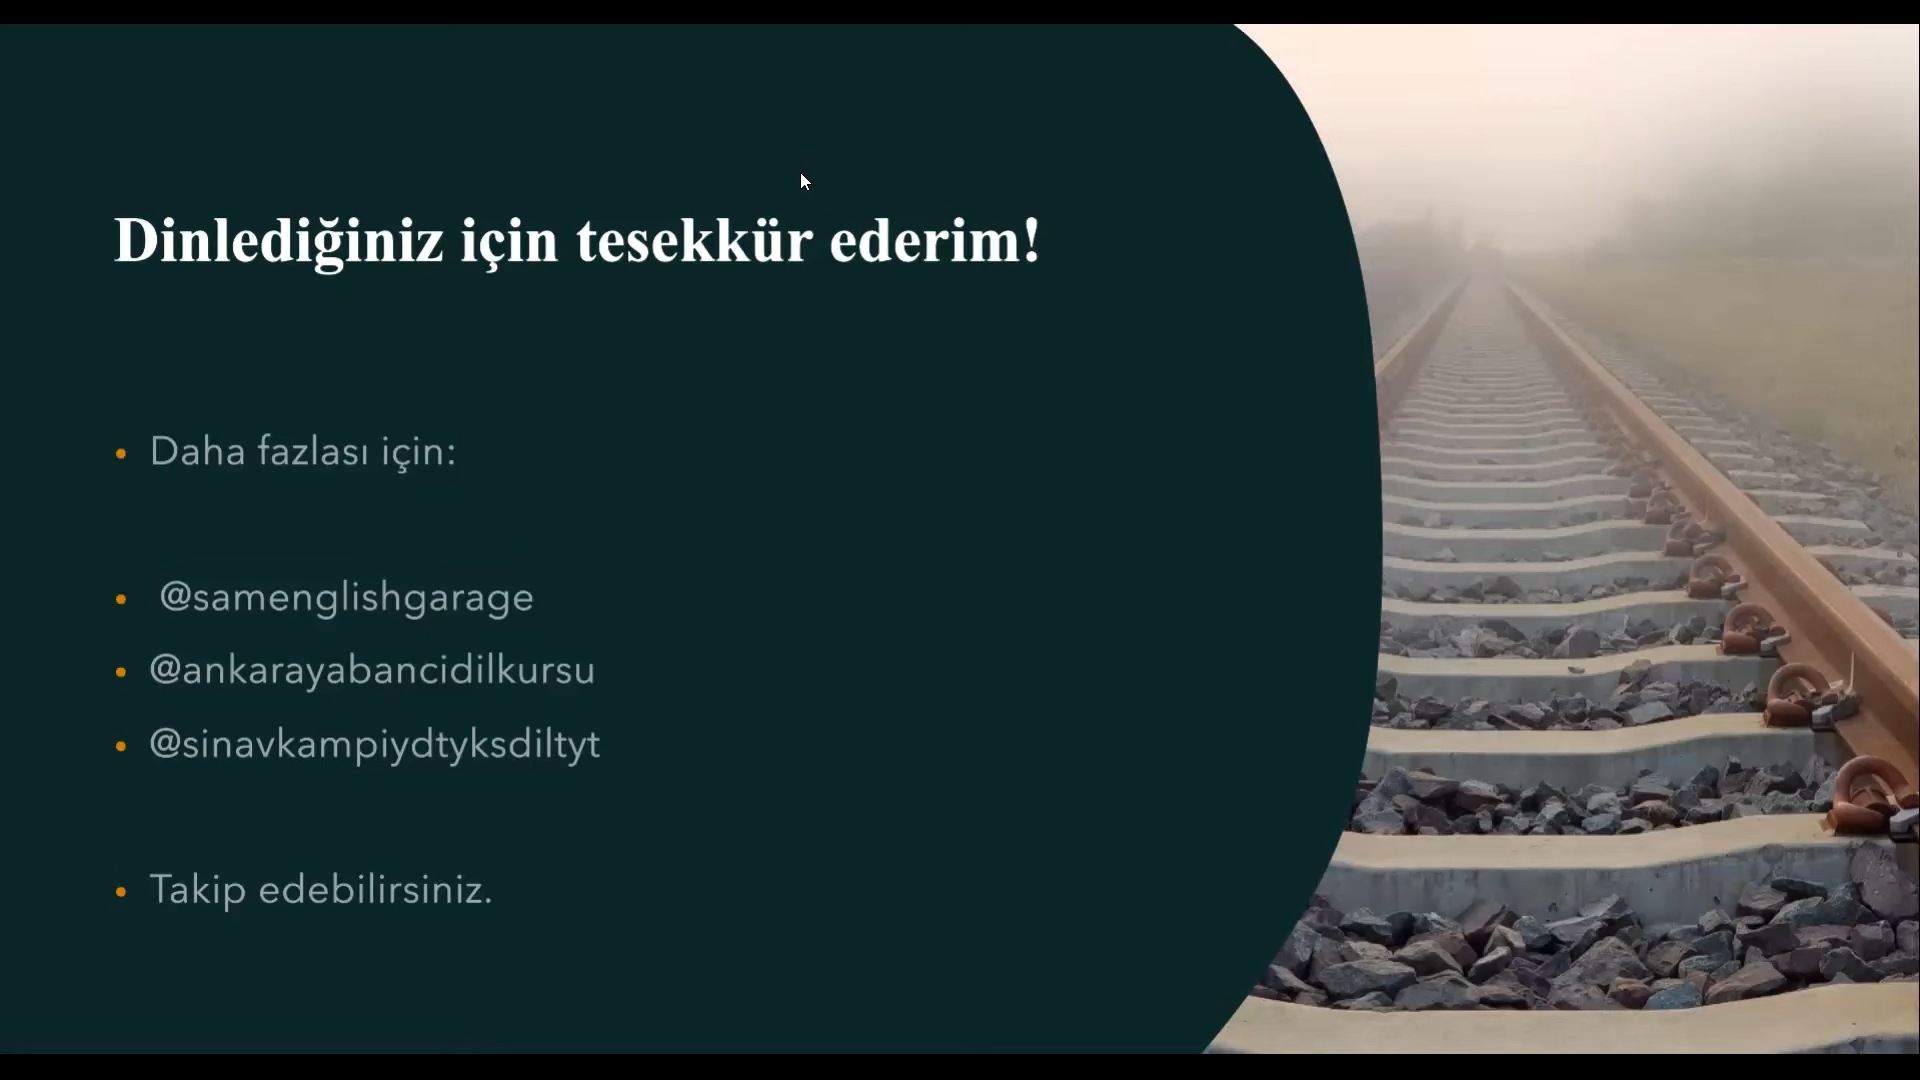 Dinlediğiniz için tesekkür ederim!
Daha fazlası için:
@samenglishgarage
@ankarayabancidilkursu
@sinavkampiydtyksdiltyt
Takip edebilirsiniz.